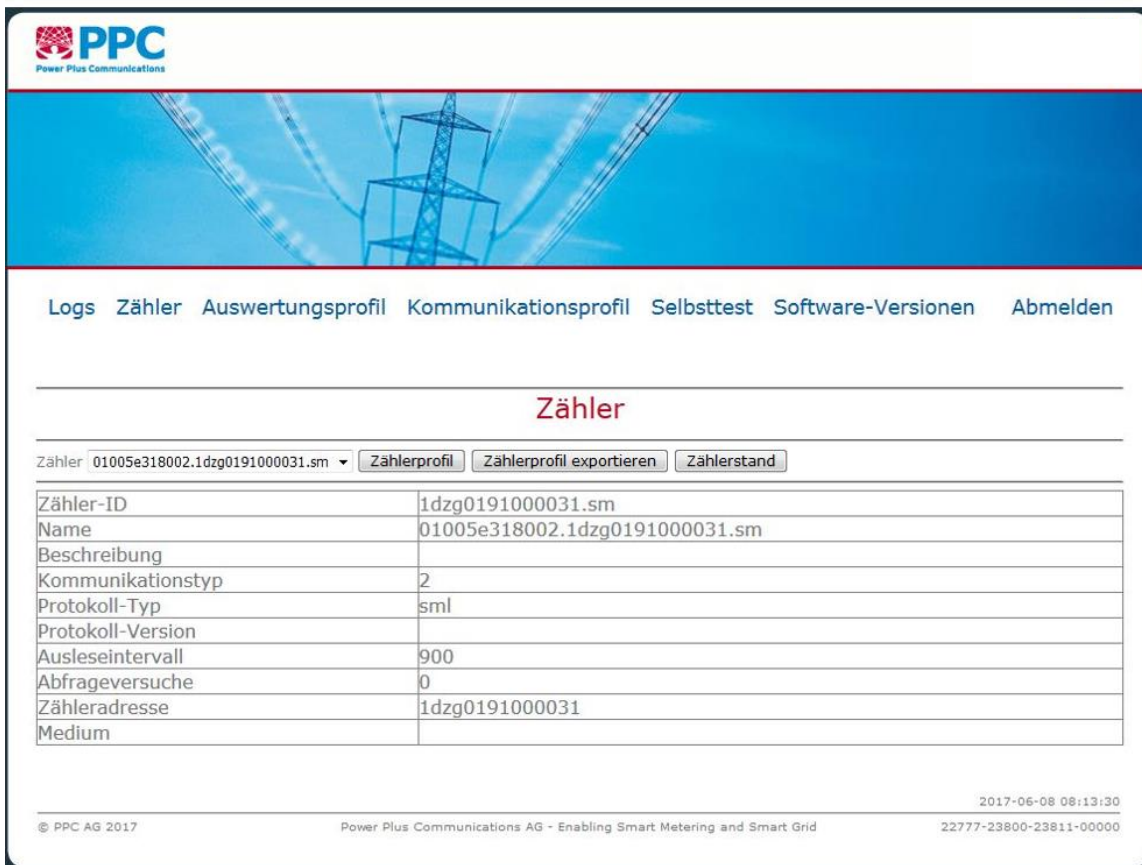 PPC
Power Plus Communications
Logs Zähler Auswertungsprofil Kommunikationsprofil Selbsttest Software-Versionen Abmelden
Zähler
Zähler 01005e318002.1dzg0191000031.sm Zählerprofil Zählerprofil exportieren Zählerstand
Zähler-ID 1dzg0191000031.sm
Name 01005e318002.1dzg0191000031.sm
Beschreibung
Kommunikationstyp 2
Protokoll-Typ sml
Protokoll-Version
Ausleseintervall 900
Abfrageversuche 0
Zähleradresse 1dzg0191000031
Medium
2017-06-08 08:13:30
© PPC AG 2017 Power Plus Communications AG - Enabling Smart Metering and Smart Grid 22777-23800-23811-00000